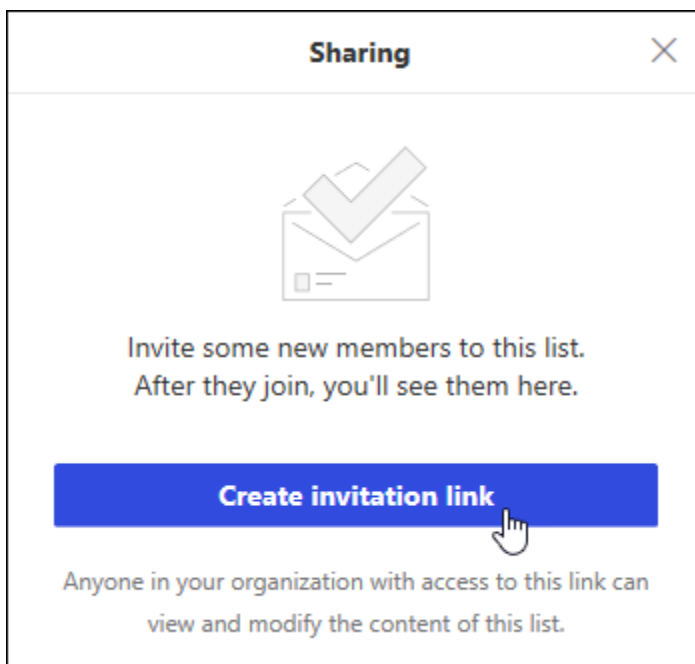 Sharing
Invite some new members to this list.
After they join, you'll see them here.
Create invitation link
Anyone in your organization with access to this link can
view and modify the content of this list.